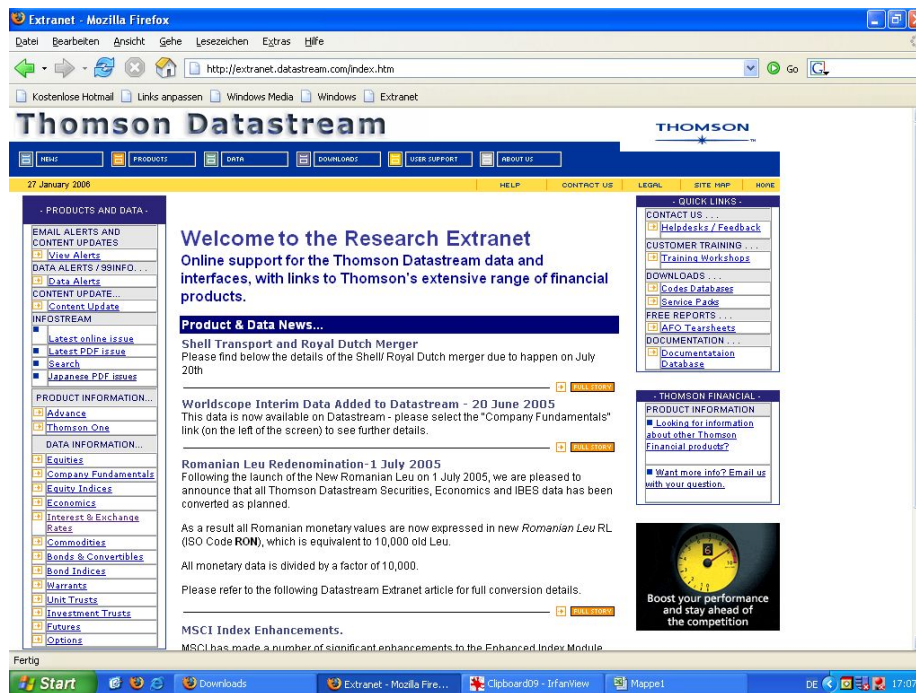 Extranet - Mozilla Firefox
Datei Bearbeiten Ansicht Gehe Lesezeichen Extras Hilfe
http://extranet.datastream.com/index.htm
Go
Kostenlose Hotmail Links anpassen Windows Media Windows Extranet
Thomson Datastream
THOMSON
NEWS PRODUCTS DATA DOWNLOADS USER SUPPORT ABOUT US
27 January 2006
HELP CONTACT US LEGAL SITE MAP HOME
- PRODUCTS AND DATA -
EMAIL ALERTS AND
CONTENT UPDATES
View Alerts
DATA ALERTS / 99INFO...
Data Alerts
CONTENT UPDATE...
Content Update
INFOSTREAM
Latest online issue
Latest PDF issue
Search
Japanese PDF issues
PRODUCT INFORMATION...
Advance
Thomson One
DATA INFORMATION...
Equities
Company Fundamentals
Equity Indices
Economics
Interest & Exchange
Rates
Commodities
Bonds & Convertibles
Bond Indices
Warrants
Unit Trusts
Investment Trusts
Futures
Options
Welcome to the Research Extranet
Online support for the Thomson Datastream data and
interfaces, with links to Thomson's extensive range of financial
products.
Product & Data News...
Shell Transport and Royal Dutch Merger
Please find below the details of the Shell/ Royal Dutch merger due to happen on July
20th
FULL STORY
Worldscope Interim Data Added to Datastream - 20 June 2005
This data is now available on Datastream - please select the "Company Fundamentals"
link (on the left of the screen) to see further details.
FULL STORY
Romanian Leu Redenomination-1 July 2005
Following the launch of the New Romanian Leu on 1 July 2005, we are pleased to
announce that all Thomson Datastream Securities, Economics and IBES data has been
converted as planned.
As a result all Romanian monetary values are now expressed in new Romanian Leu RL
(ISO Code RON), which is equivalent to 10,000 old Leu.
All monetary data is divided by a factor of 10,000.
Please refer to the following Datastream Extranet article for full conversion details.
FULL STORY
MSCI Index Enhancements.
MSCI has made a number of significant enhancements to the Enhanced Index Module
- QUICK LINKS -
CONTACT US . . .
Helpdesks / Feedback
CUSTOMER TRAINING . . .
Training Workshops
DOWNLOADS . . .
Codes Databases
Service Packs
FREE REPORTS . . .
AFO Tearsheets
DOCUMENTATION . . .
Documentataion
Database
- THOMSON FINANCIAL -
PRODUCT INFORMATION
Looking for information
about other Thomson
Financial products?
Want more info? Email us
with your question.
6
Boost your performance
and stay ahead of
the competition
Fertig
Start Downloads Extranet - Mozilla Fire... Clipboard09 - IrfanView Mappe1 DE 17:07